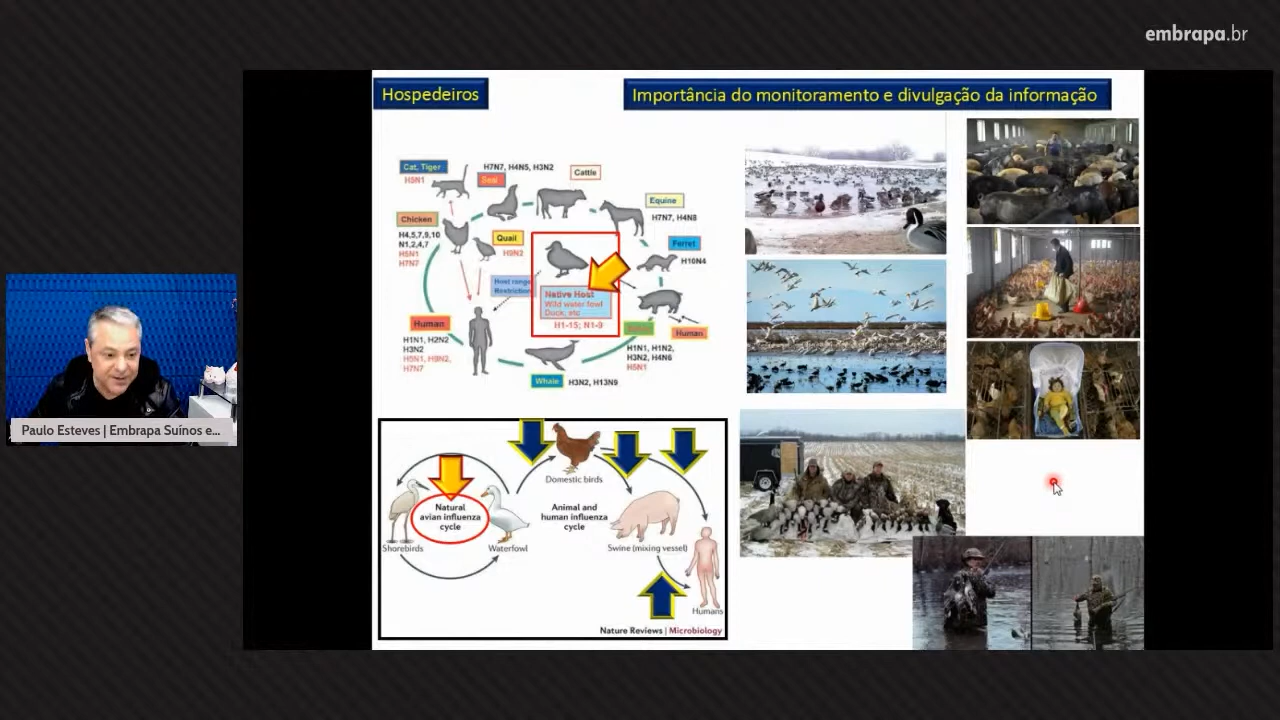 embrapa.br
Hospedeiros
Importância do monitoramento e divulgação da informação
Cat, Tiger
H5N1
Seal
H7N7, H4N5, H3N2
Cattle
Equine
H7N7, H4N8
Chicken
H4,5,7,9,10
N1,2,4,7
H5N1
H7N7
Quail
H9N2
Ferret
H10N4
Host range
Restriction
Native Host
Wild water fowl
Duck, etc
H1-15; N1-9
Human
H1N1, H2N2
H3N2
H5N1, H9N2,
H7N7
Human
H1N1, H1N2,
H3N2, H4N6
H5N1
Whale
H3N2, H13N9
Domestic birds
Natural
avian influenza
cycle
Animal and
human influenza
cycle
Shorebirds
Waterfowl
Swine (mixing vessel)
Humans
Nature Reviews | Microbiology
Paulo Esteves | Embrapa Suínos e...